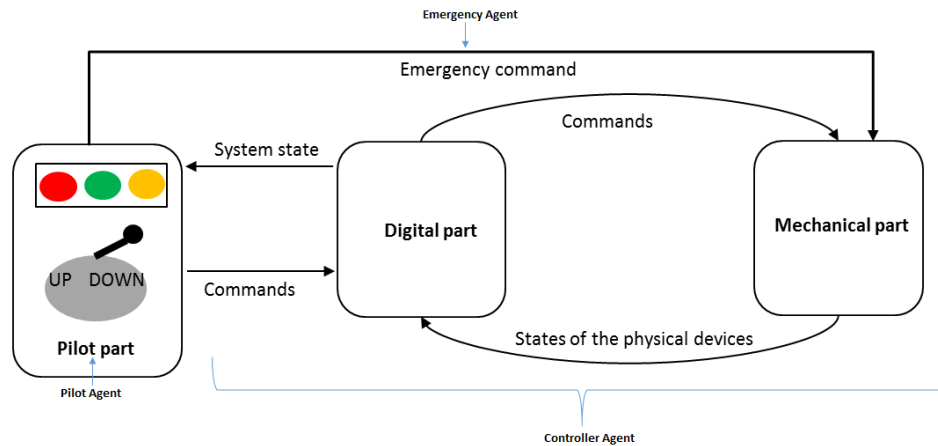 Emergency Agent
Emergency command
Commands
System state
Digital part
Mechanical part
UP DOWN
Commands
States of the physical devices
Pilot part
Pilot Agent
Controller Agent